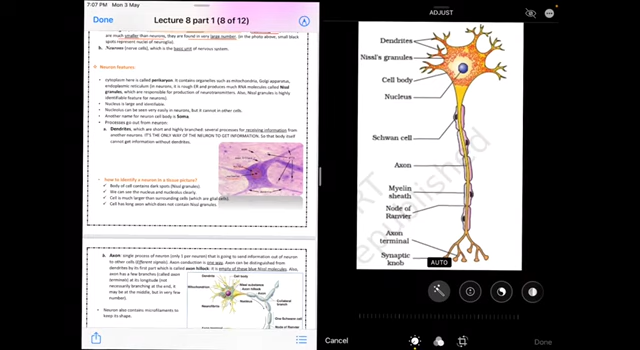 7:07 PM Mon 3 May
Done
Lecture 8 part 1 (8 of 12)
are much smaller than neurons, they are found in very large number. (in the photo above; small black
spots represent nuclei of neuroglia).
b. Neurons (nerve cells), which is the basic unit of nervous system.
Neuron features:
cytoplasm here is called perikaryon. It contains organelles such as mitochondria, Golgi apparatus,
endoplasmic reticulum (in neurons, it is rough ER and produces much RNA molecules called Nissl
granules, which are responsible for production of neurotransmitters. Also, Nissl granules is highly
identifiable feature for neurons).
Nucleus is large and identifiable.
Nucleolus can be seen very easily in neurons, but it cannot in other cells.
Another name for neuron cell body is Soma.
Processes go out from neuron:
a. Dendrites, which are short and highly branched several processes for receiving information from
another neurons. IT'S THE ONLY WAY OF THE NEURON TO GET INFORMATION. So that body itself
cannot get information without dendrites.
how to identify a neuron in a tissue picture?
✓ Body of cell contains dark spots (Nissl granules).
✓ We can see the nucleus and nucleolus clearly.
✓ Cell is much larger than surrounding cells (which are glial cells).
✓ Cell has long axon which does not contain Nissl granules.
b. Axon: single process of neuron (only 1 per neuron) that is going to send information out of neuron
to other cells (different signals). Axon conduction is one way. Axon can be distinguished from
dendrites by its first part which is called axon hillock. It is empty of these blue Nissl molecules. Also,
axon has a few branches (called axon
terminals) at its longitude (not
necessarily branching at the end, it
may be at the middle, but in very few
number).
Neuron also contains microfilaments to
keep its shape.
Dendrite
Cell body
Mitochondrion
Nissl substance
Axon hillock
Axon
Nucleus
Neurofibrils
Collateral
branch
One Schwann cell
Node of Ranvier
ADJUST
Dendrites
Nissl's granules
Cell body
Nucleus
Schwan cell
Axon
Myelin
sheath
Node of
Ranvier
Axon
terminal
Synaptic
knob
republished
AUTO
Cancel
Done